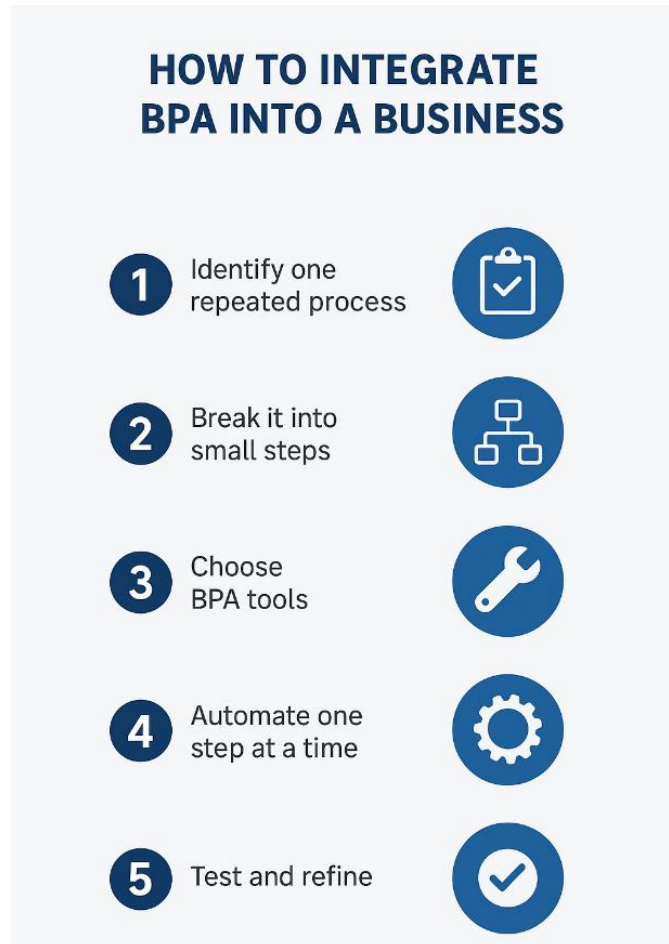 HOW TO INTEGRATE
BPA INTO A BUSINESS
1
Identify one
repeated process
2
Break it into
small steps
3
Choose
BPA tools
4
Automate one
step at a time
5
Test and refine